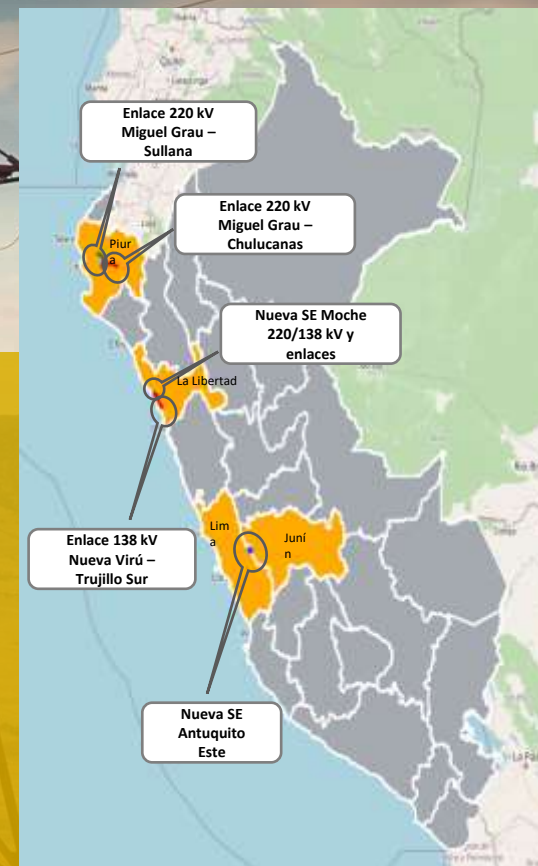 Quito
Enlace 220 kV
Miguel Grau –
Sullana
Enlace 220 kV
Miguel Grau –
Chulucanas
Piur
a
Nueva SE Moche
220/138 kV y
enlaces
La Libertad
Enlace 138 kV
Nueva Virú –
Trujillo Sur
Lim
a
Juní
n
Nueva SE
Antuquito
Este